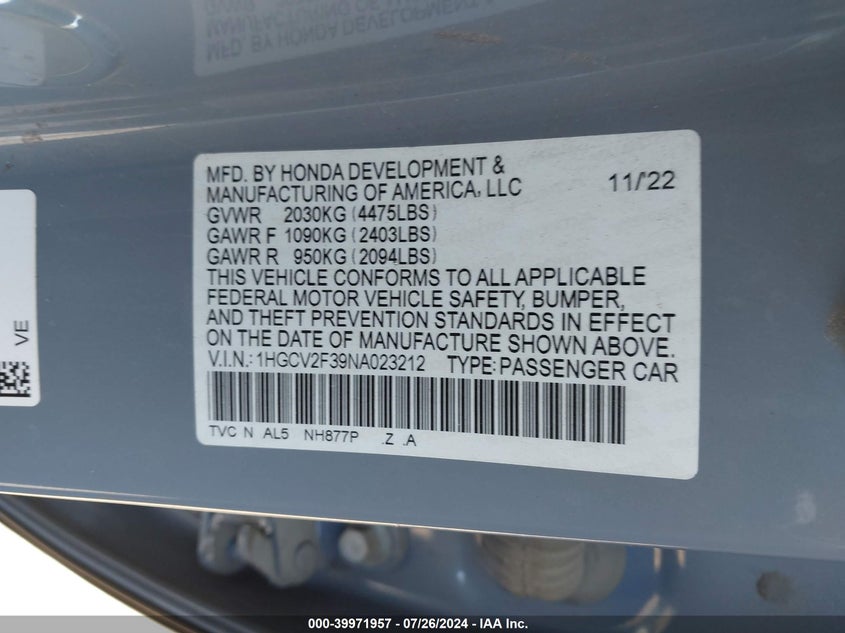 MFD. BY HONDA DEVELOPMENT &
MANUFACTURING OF AMERICA, LLC 11/22
GVWR 2030KG (4475LBS)
GAWR F 1090KG (2403LBS)
GAWR R 950KG (2094LBS)
THIS VEHICLE CONFORMS TO ALL APPLICABLE
FEDERAL MOTOR VEHICLE SAFETY, BUMPER,
AND THEFT PREVENTION STANDARDS IN EFFECT
ON THE DATE OF MANUFACTURE SHOWN ABOVE.
V.I.N.: 1HGCV2F39NA023212 TYPE: PASSENGER CAR
TVC N AL5 NH877P .Z .A
VE
000-39971957 / 07/26/2024 - IAA Inc.